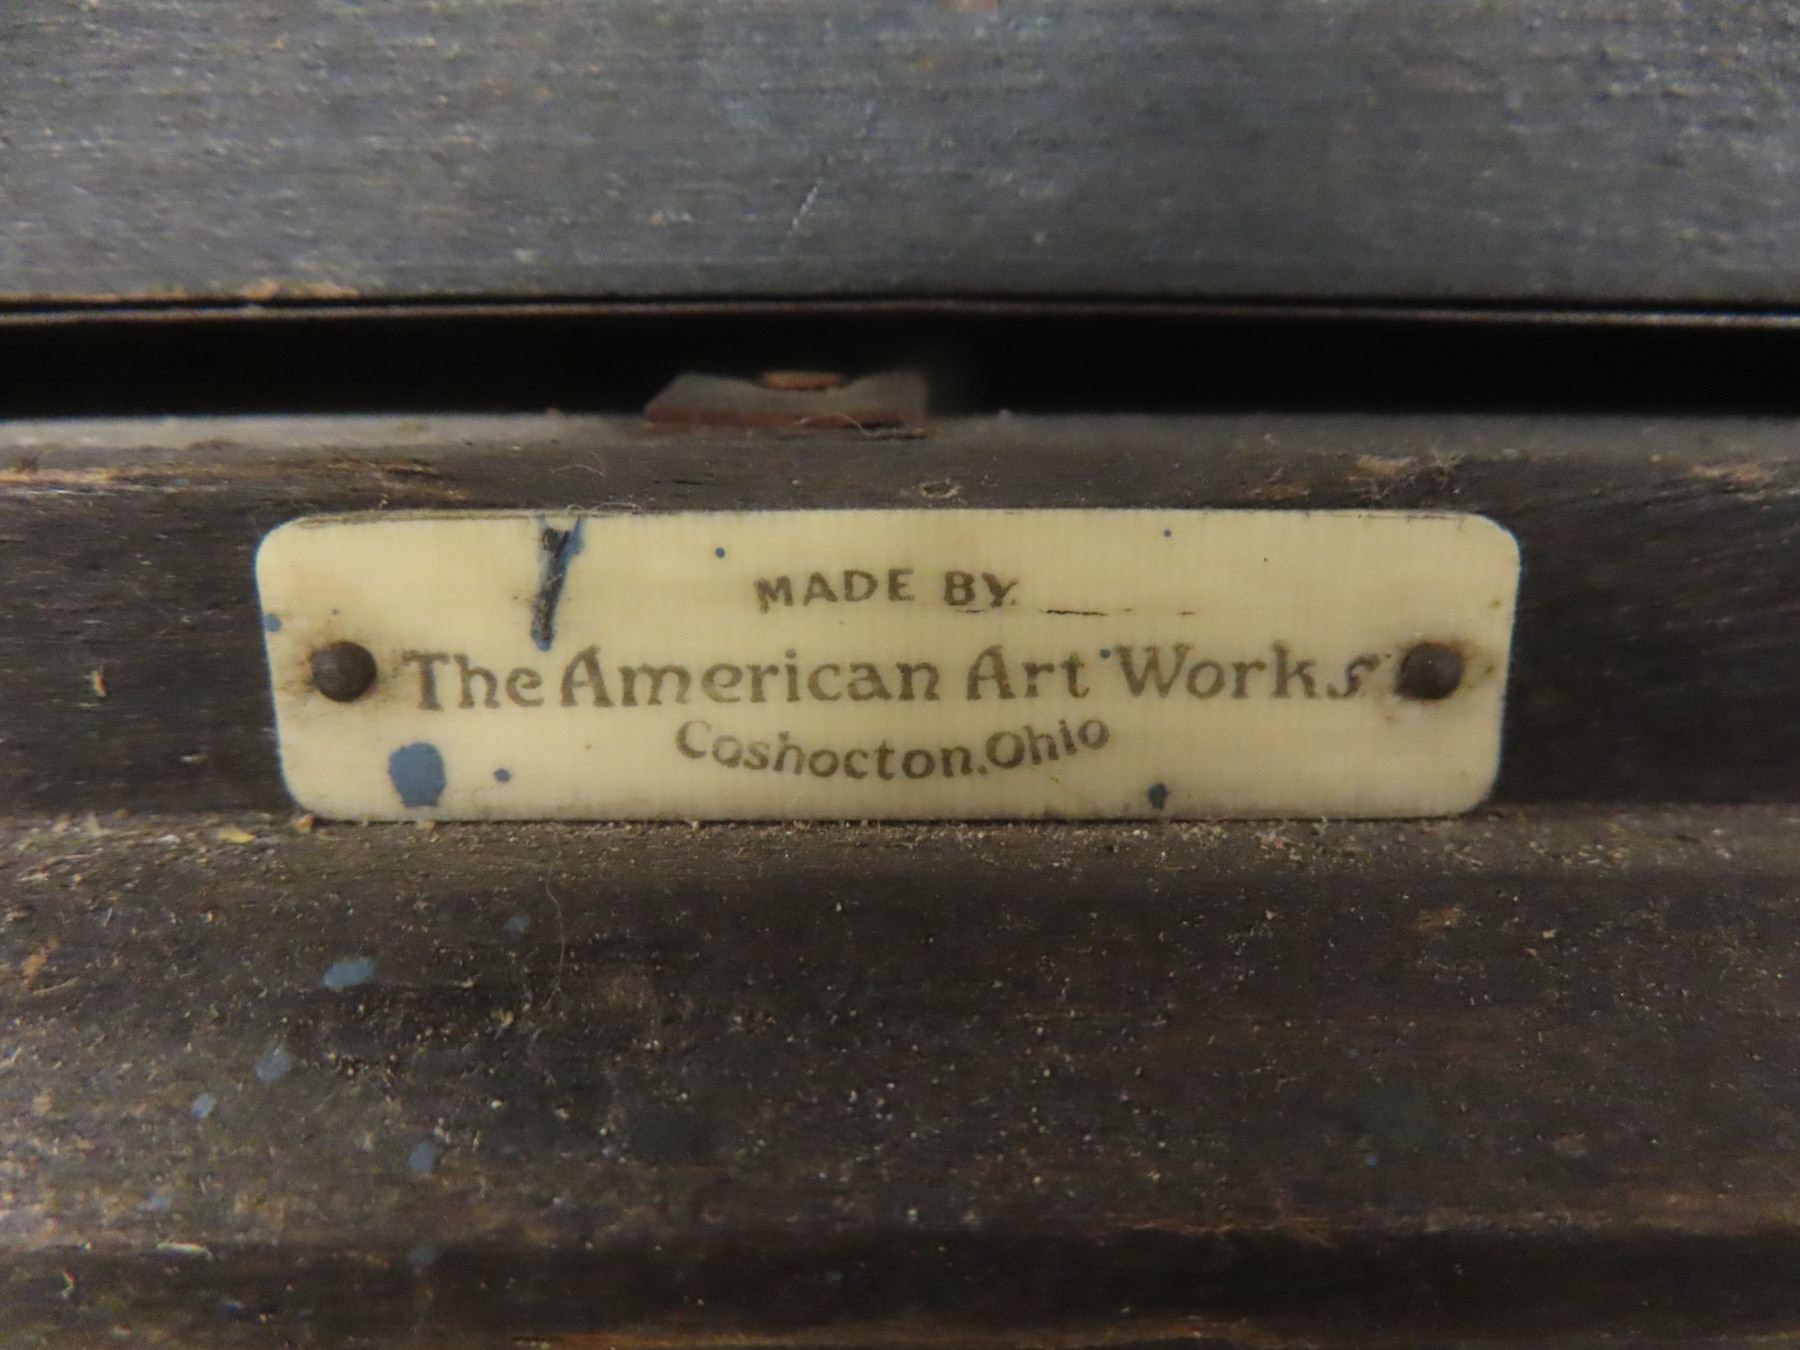 MADE BY
The American Art Works
Coshocton.Ohio